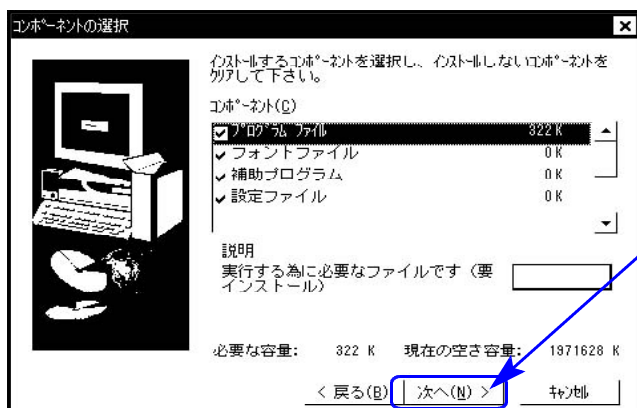 コンポーネントの選択
インストールするコンポーネントを選択し、インストールしないコンポーネントを
クリアして下さい。
コンポーネント(C)
プログラム ファイル 322 K
フォントファイル 0 K
補助プログラム 0 K
設定ファイル 0 K
説明
実行する為に必要なファイルです（要
インストール）
必要な容量: 322 K 現在の空き容量: 1971628 K
< 戻る(B) 次へ(N) > キャンセル